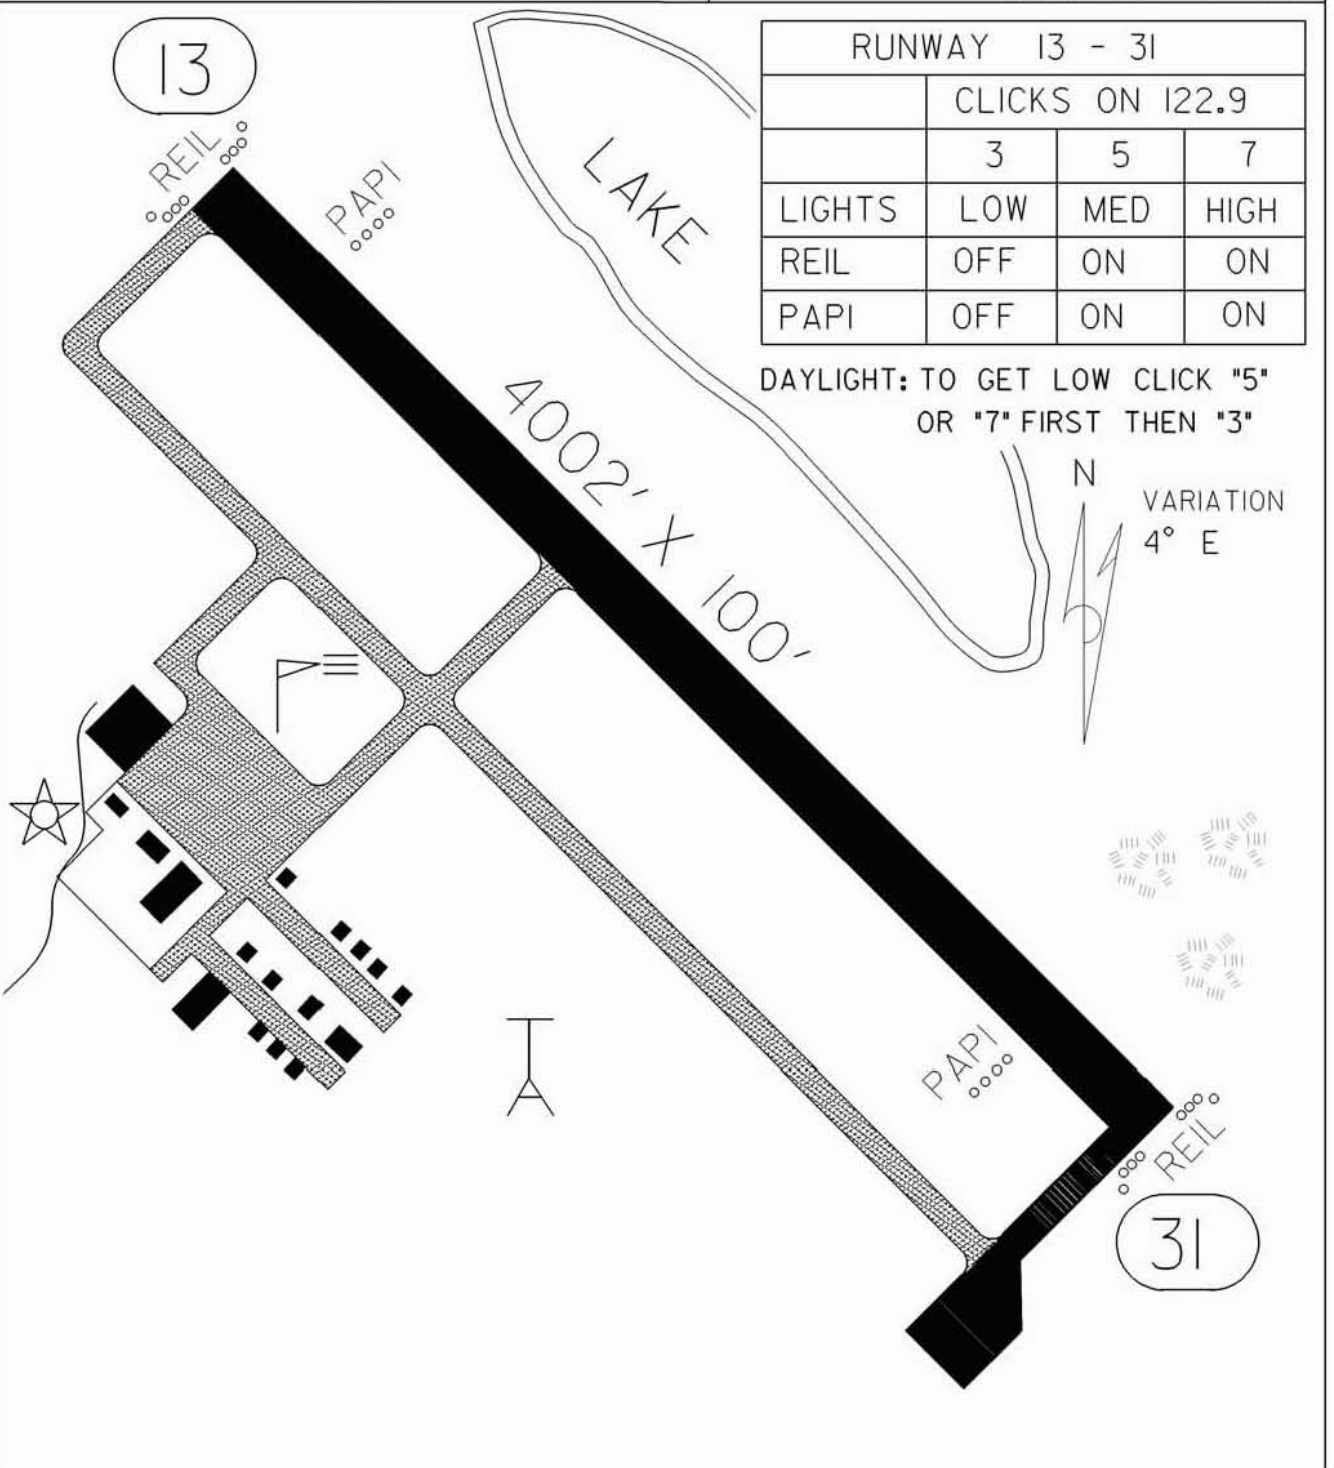 13
REIL
PAPI
LAKE
RUNWAY 13 - 31
CLICKS ON 122.9
3 5 7
LIGHTS LOW MED HIGH
REIL OFF ON ON
PAPI OFF ON ON
DAYLIGHT: TO GET LOW CLICK "5"
OR "7" FIRST THEN "3"
4002' X 100'
N
VARIATION
4° E
PAPI
REIL
31